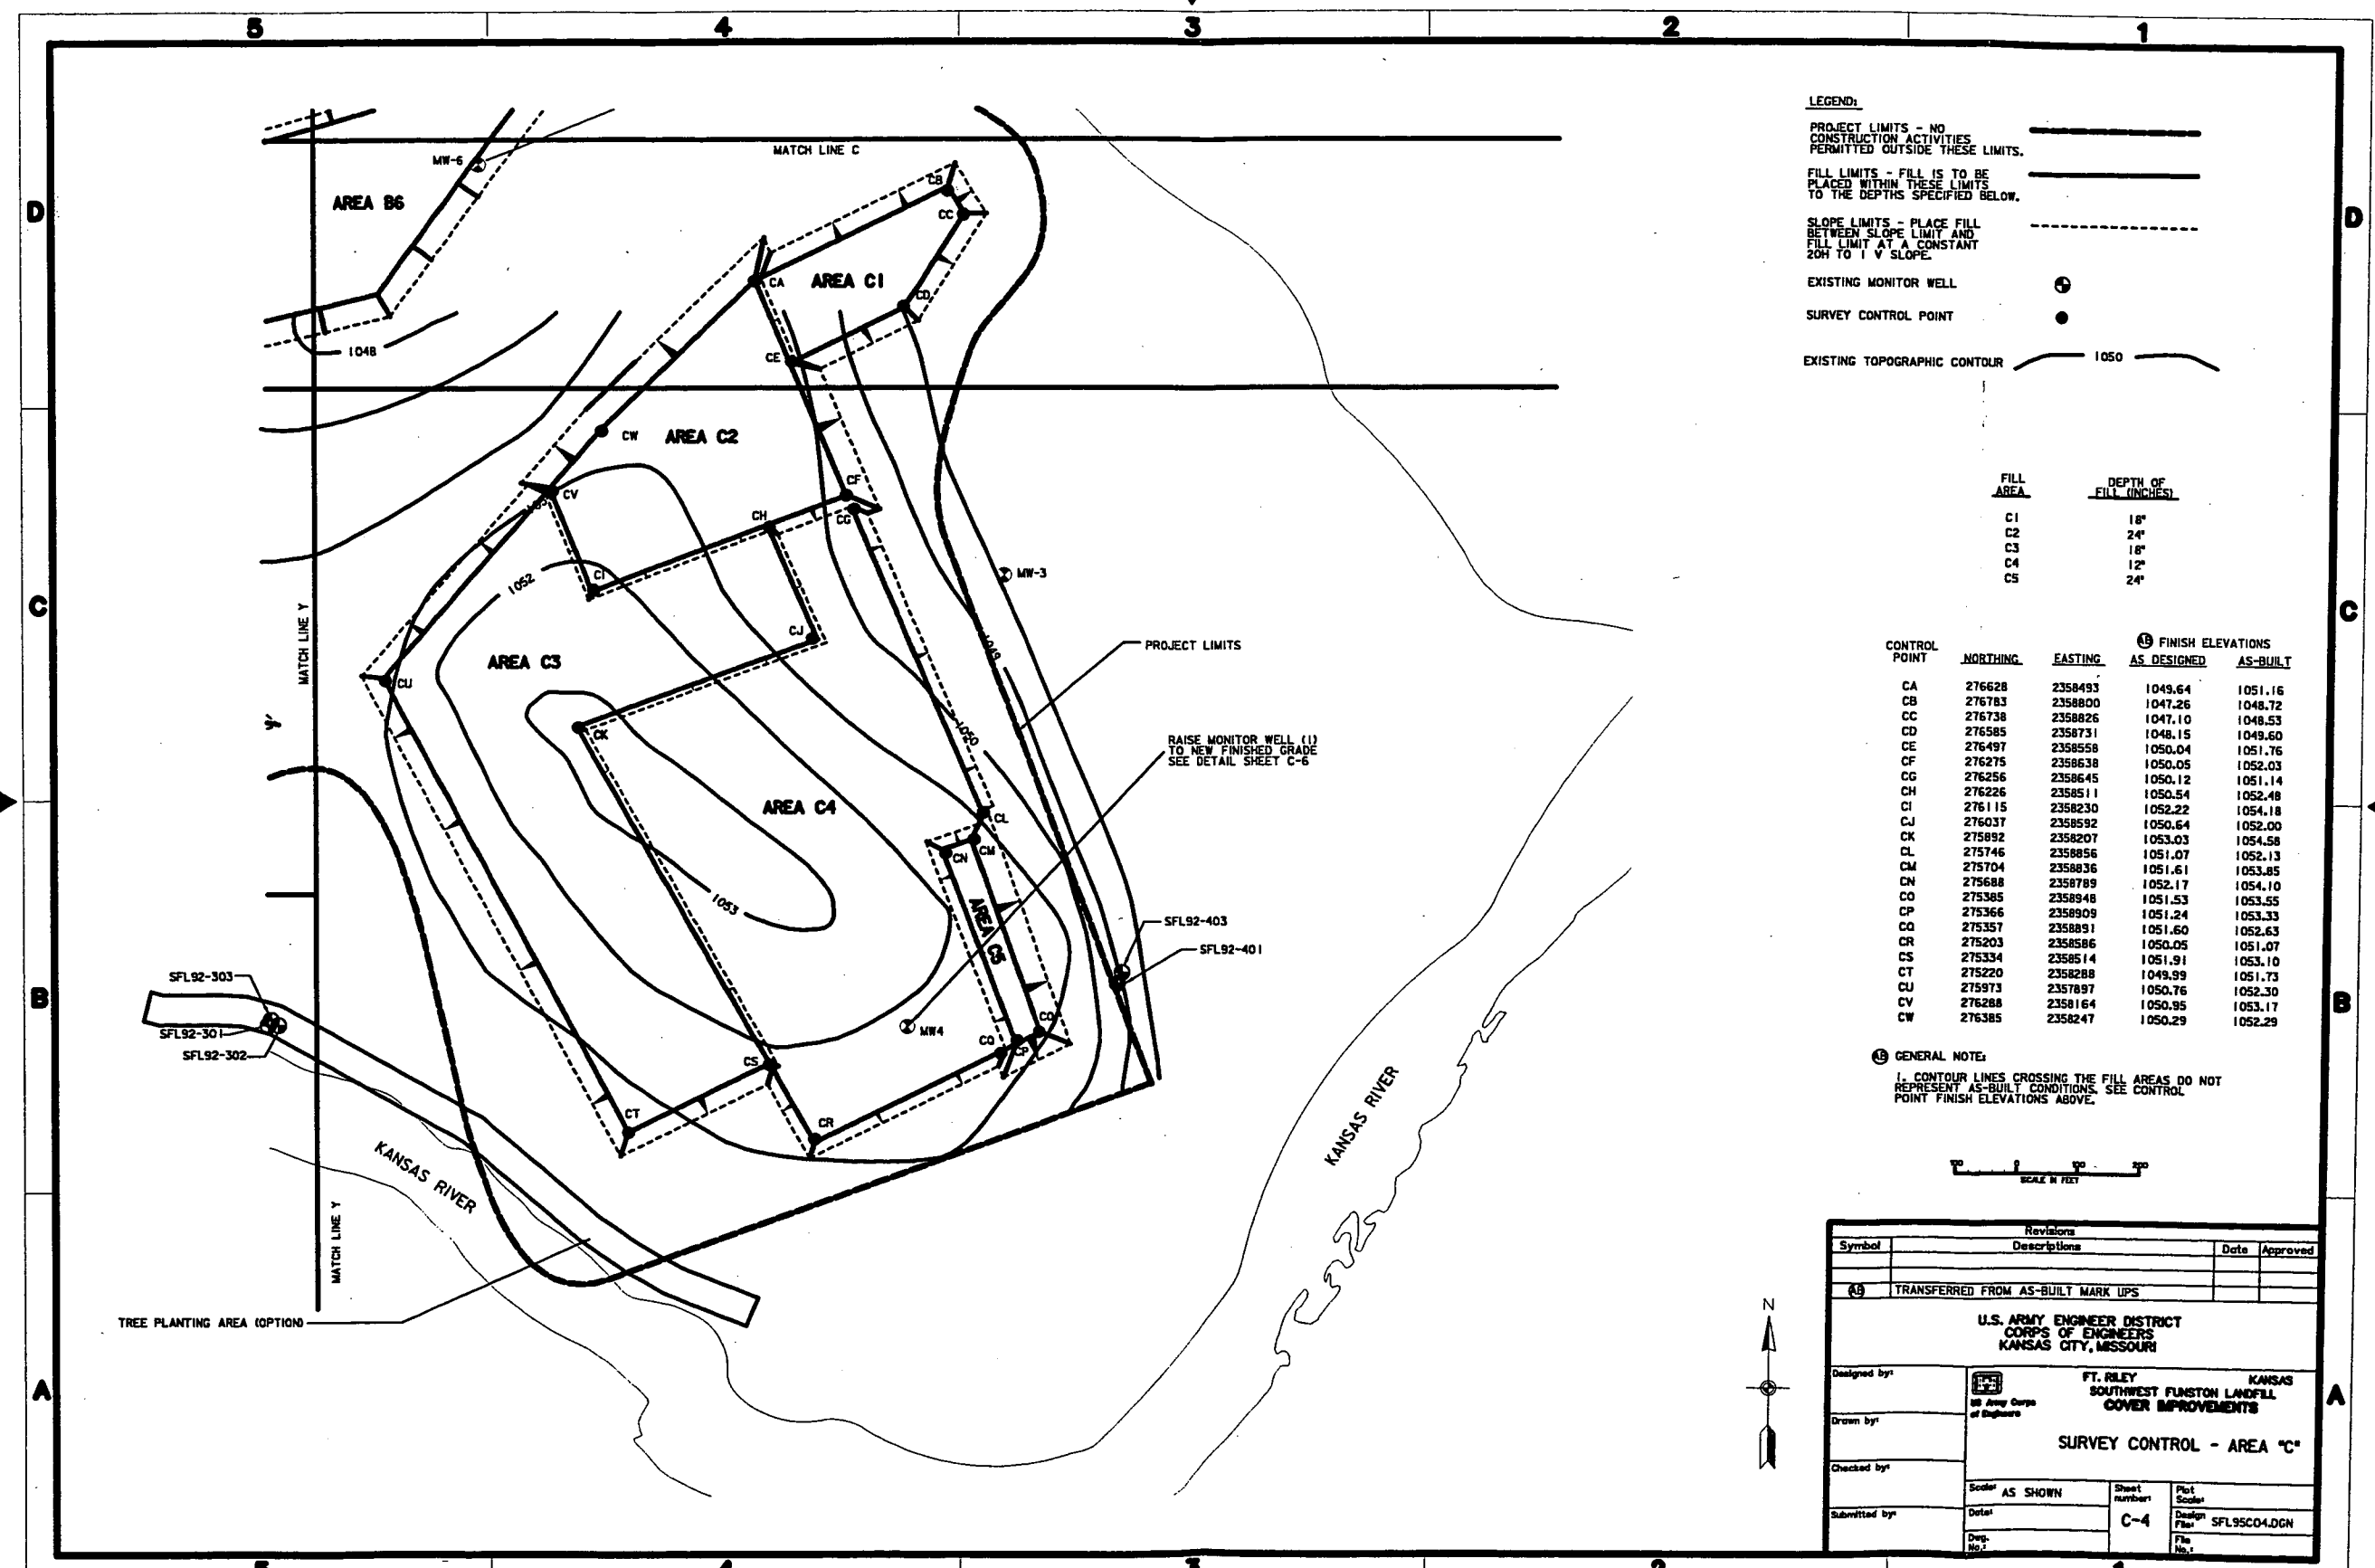 5 4 3 2 1
D
C
B
A
D
C
B
A
MATCH LINE C
MW-6
AREA B6
1048
CB
CC
CA
AREA C1
CD
CE
CW
AREA C2
CV
CF
CG
CH
CI
1052
MW-3
CJ
1049
MATCH LINE Y
AREA C3
CU
PROJECT LIMITS
CK
1050
RAISE MONITOR WELL (1)
TO NEW FINISHED GRADE
SEE DETAIL SHEET C-6
AREA C4
CL
CM
CN
1053
AREA C5
SFL92-403
SFL92-401
SFL92-303
SFL92-301
SFL92-302
MW4
CO
CQ
CP
CS
CT
CR
KANSAS RIVER
KANSAS RIVER
MATCH LINE Y
TREE PLANTING AREA (OPTION)
LEGEND:
PROJECT LIMITS - NO
CONSTRUCTION ACTIVITIES
PERMITTED OUTSIDE THESE LIMITS.
FILL LIMITS - FILL IS TO BE
PLACED WITHIN THESE LIMITS
TO THE DEPTHS SPECIFIED BELOW.
SLOPE LIMITS - PLACE FILL
BETWEEN SLOPE LIMIT AND
FILL LIMIT AT A CONSTANT
20H TO 1 V SLOPE.
EXISTING MONITOR WELL
SURVEY CONTROL POINT
EXISTING TOPOGRAPHIC CONTOUR 1050
FILL AREA DEPTH OF FILL (INCHES)
C1 18"
C2 24"
C3 18"
C4 12"
C5 24"
AB FINISH ELEVATIONS
CONTROL POINT NORTHING EASTING AS DESIGNED AS-BUILT
CA 276628 2358493 1049.64 1051.16
CB 276783 2358800 1047.26 1048.72
CC 276738 2358826 1047.10 1048.53
CD 276585 2358731 1048.15 1049.60
CE 276497 2358558 1050.04 1051.76
CF 276275 2358638 1050.05 1052.03
CG 276256 2358645 1050.12 1051.14
CH 276226 2358511 1050.54 1052.48
CI 276115 2358230 1052.22 1054.18
CJ 276037 2358592 1050.64 1052.00
CK 275892 2358207 1053.03 1054.58
CL 275746 2358856 1051.07 1052.13
CM 275704 2358836 1051.61 1053.85
CN 275688 2358789 1052.17 1054.10
CO 275385 2358948 1051.53 1053.55
CP 275366 2358909 1051.24 1053.33
CQ 275357 2358891 1051.60 1052.63
CR 275203 2358586 1050.05 1051.07
CS 275334 2358514 1051.91 1053.10
CT 275220 2358288 1049.99 1051.73
CU 275973 2357897 1050.76 1052.30
CV 276288 2358164 1050.95 1053.17
CW 276385 2358247 1050.29 1052.29
AB GENERAL NOTE:
1. CONTOUR LINES CROSSING THE FILL AREAS DO NOT
REPRESENT AS-BUILT CONDITIONS. SEE CONTROL
POINT FINISH ELEVATIONS ABOVE.
100 0 100 200
SCALE IN FEET
N
Revisions
Symbol Descriptions Date Approved
AB TRANSFERRED FROM AS-BUILT MARK UPS
U.S. ARMY ENGINEER DISTRICT
CORPS OF ENGINEERS
KANSAS CITY, MISSOURI
Designed by:
Drawn by:
Checked by:
Submitted by:
US Army Corps
of Engineers
FT. RILEY KANSAS
SOUTHWEST FUNSTON LANDFILL
COVER IMPROVEMENTS
SURVEY CONTROL - AREA "C"
Scale: AS SHOWN
Date:
Dwg. No.:
Sheet number: C-4
Plot Scale:
Design File: SFL95C04.DGN
File No.: